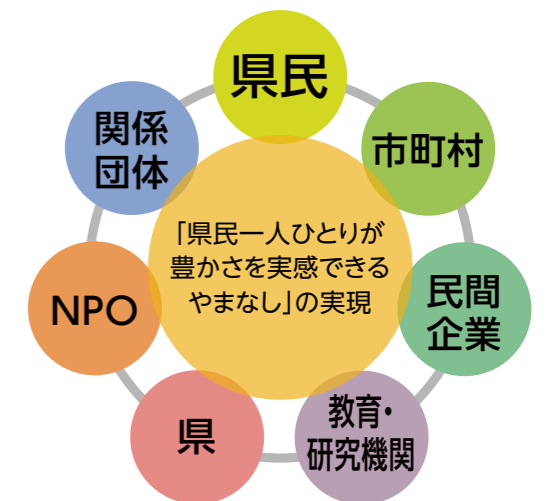 県民
市町村
民間
企業
教育・
研究機関
県
NPO
関係
団体
「県民一人ひとりが
豊かさを実感できる
やまなし」の実現